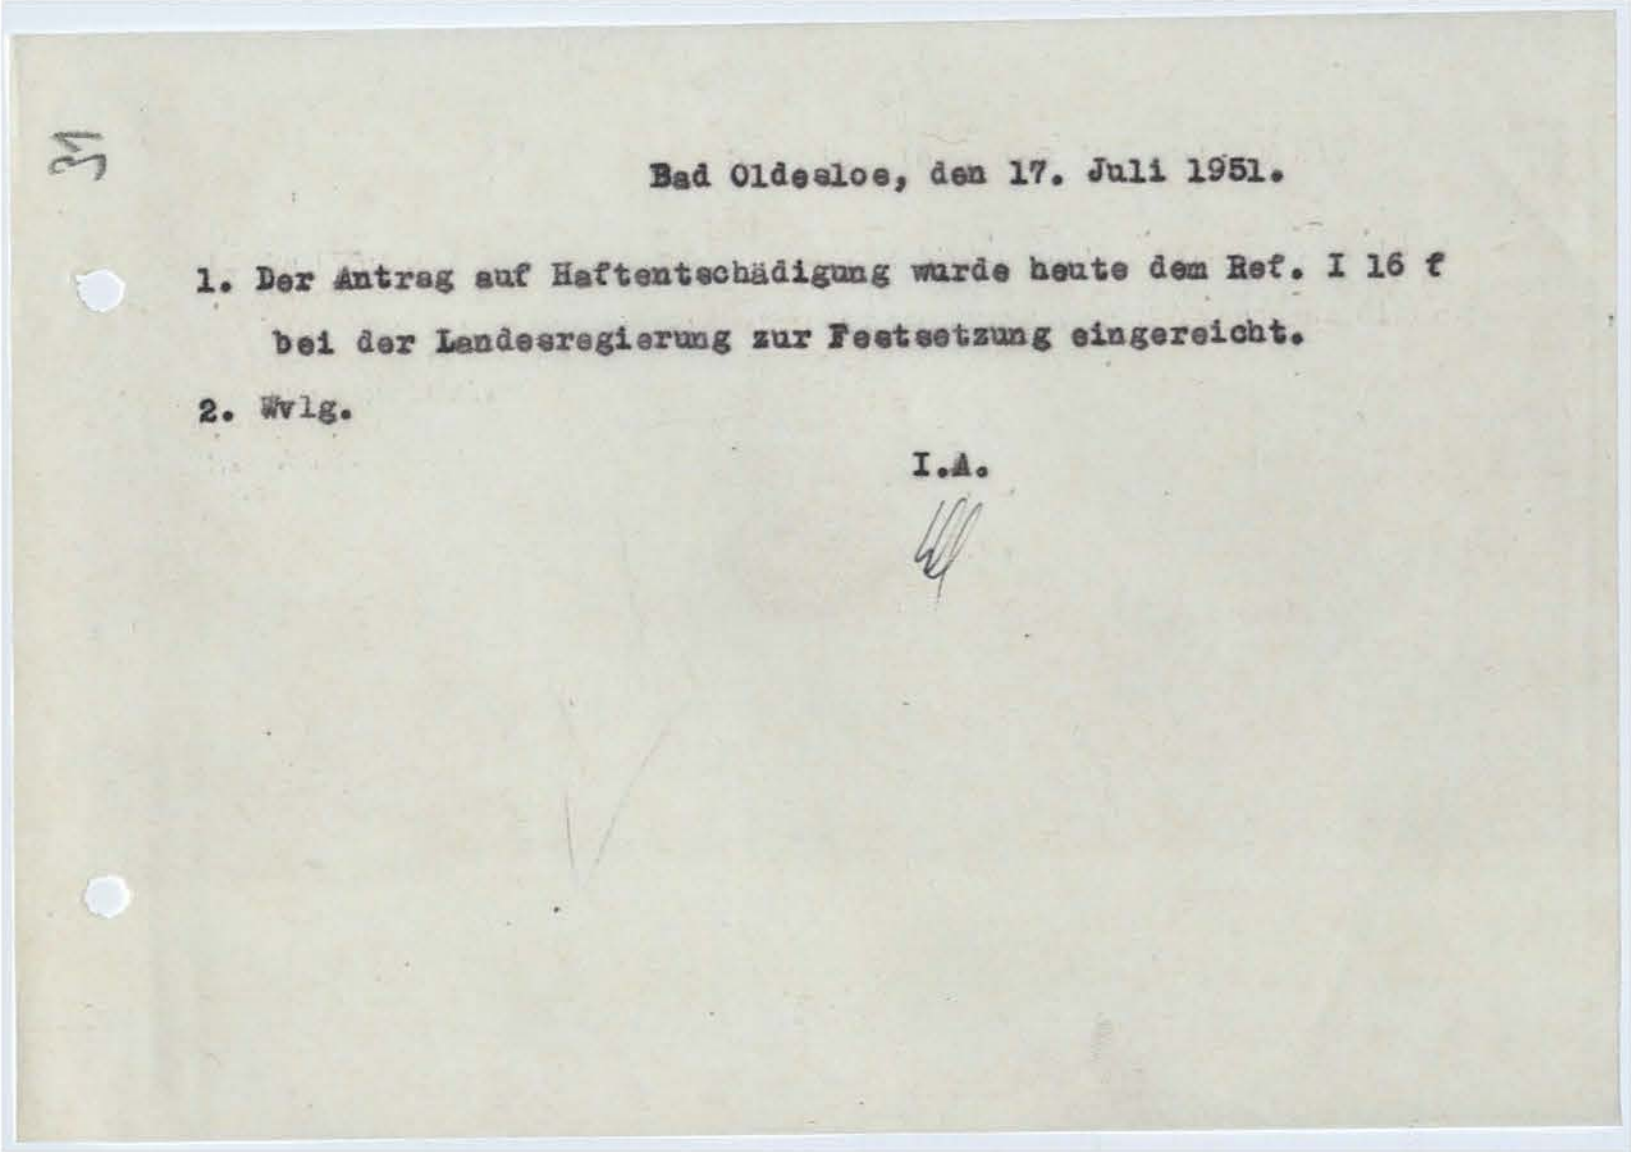 31
Bad Oldesloe, den 17. Juli 1951.
1. Der Antrag auf Haftentschädigung wurde heute dem Ref. I 16 f
bei der Landesregierung zur Festsetzung eingereicht.
2. Wvlg.
I.A.